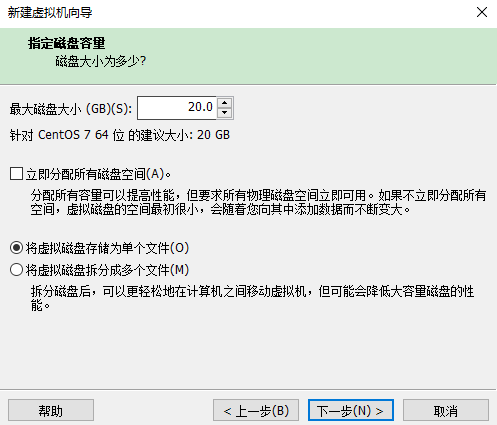 新建虚拟机向导
指定磁盘容量
磁盘大小为多少?
最大磁盘大小 (GB)(S): 20.0
针对 CentOS 7 64 位 的建议大小: 20 GB
立即分配所有磁盘空间(A)。
分配所有容量可以提高性能，但要求所有物理磁盘空间立即可用。如果不立即分配所有
空间，虚拟磁盘的空间最初很小，会随着您向其中添加数据而不断变大。
将虚拟磁盘存储为单个文件(O)
将虚拟磁盘拆分成多个文件(M)
拆分磁盘后，可以更轻松地在计算机之间移动虚拟机，但可能会降低大容量磁盘的性
能。
帮助 < 上一步(B) 下一步(N) > 取消